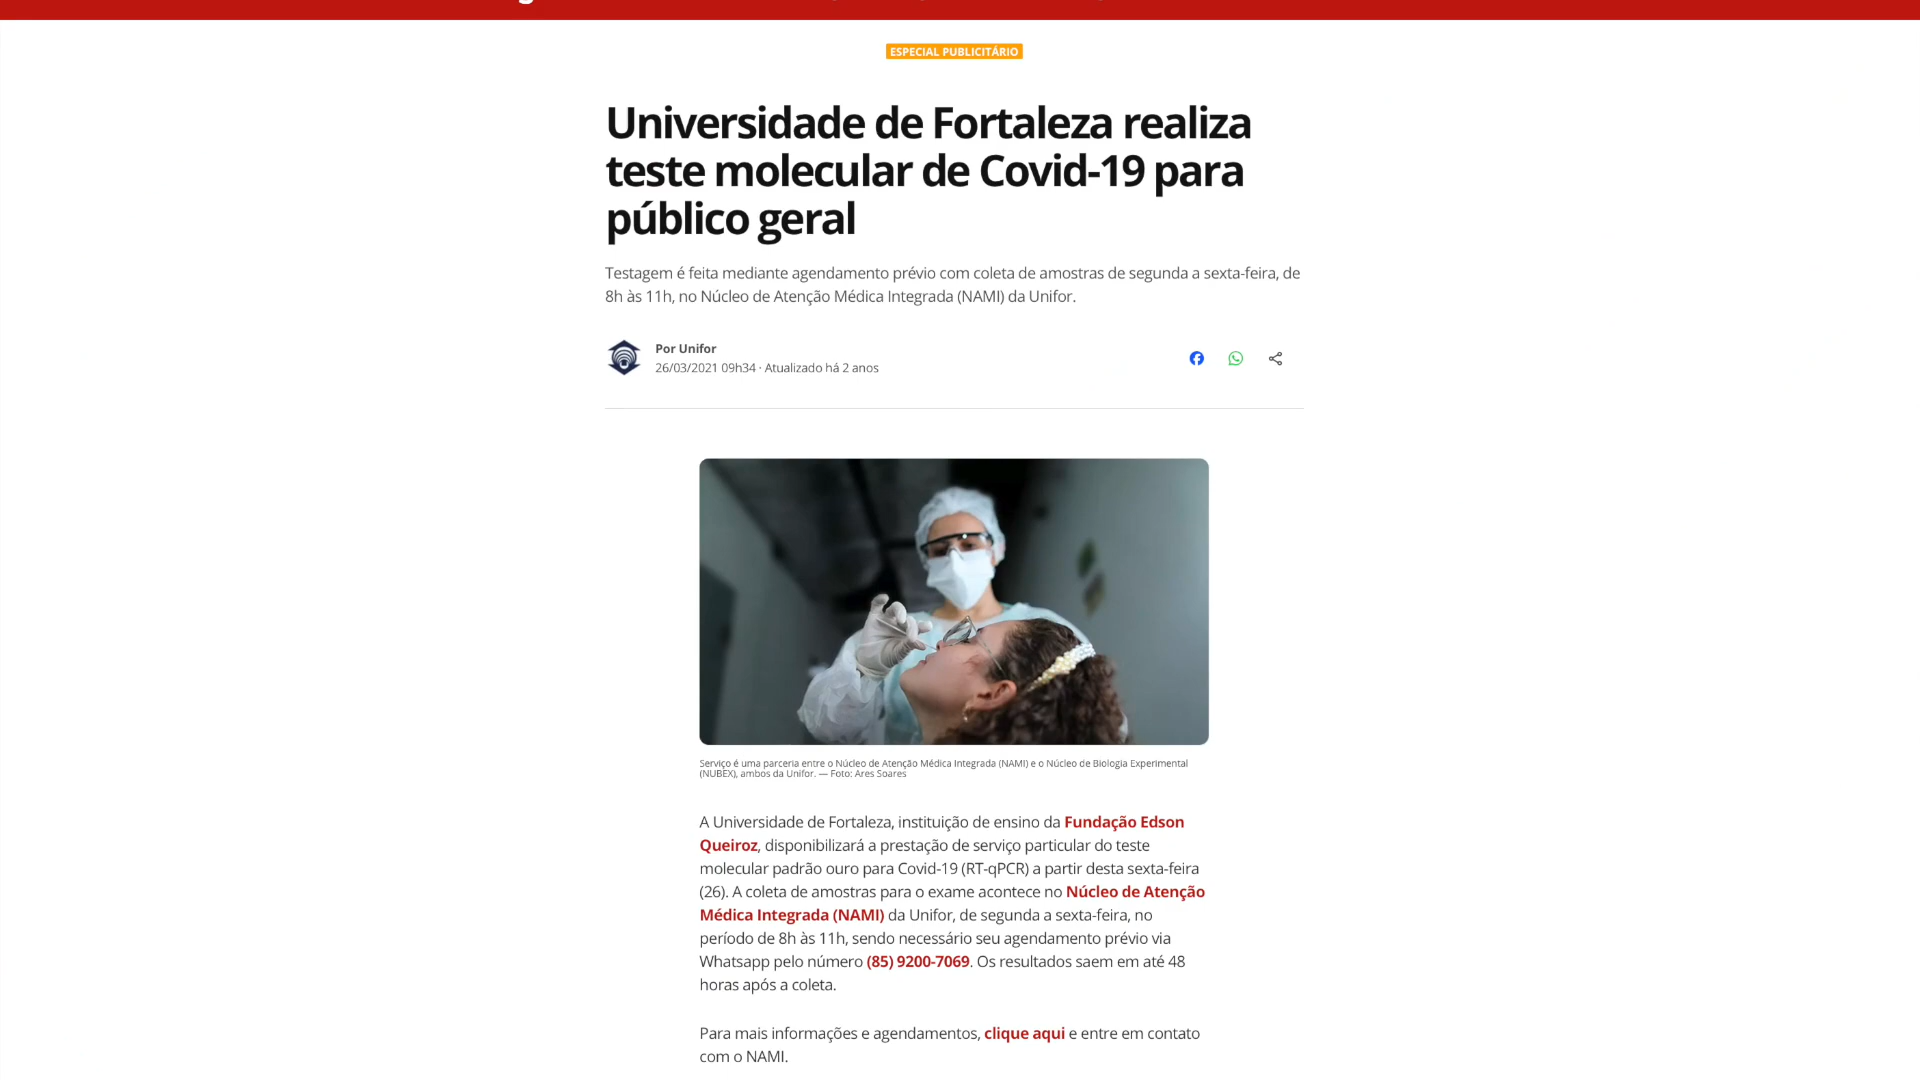 ESPECIAL PUBLICITÁRIO
Universidade de Fortaleza realiza
teste molecular de Covid-19 para
público geral
Testagem é feita mediante agendamento prévio com coleta de amostras de segunda a sexta-feira, de
8h às 11h, no Núcleo de Atenção Médica Integrada (NAMI) da Unifor.
Por Unifor
26/03/2021 09h34 · Atualizado há 2 anos
Serviço é uma parceria entre o Núcleo de Atenção Médica Integrada (NAMI) e o Núcleo de Biologia Experimental
(NUBEX), ambos da Unifor. — Foto: Ares Soares
A Universidade de Fortaleza, instituição de ensino da Fundação Edson
Queiroz, disponibilizará a prestação de serviço particular do teste
molecular padrão ouro para Covid-19 (RT-qPCR) a partir desta sexta-feira
(26). A coleta de amostras para o exame acontece no Núcleo de Atenção
Médica Integrada (NAMI) da Unifor, de segunda a sexta-feira, no
período de 8h às 11h, sendo necessário seu agendamento prévio via
Whatsapp pelo número (85) 9200-7069. Os resultados saem em até 48
horas após a coleta.
Para mais informações e agendamentos, clique aqui e entre em contato
com o NAMI.